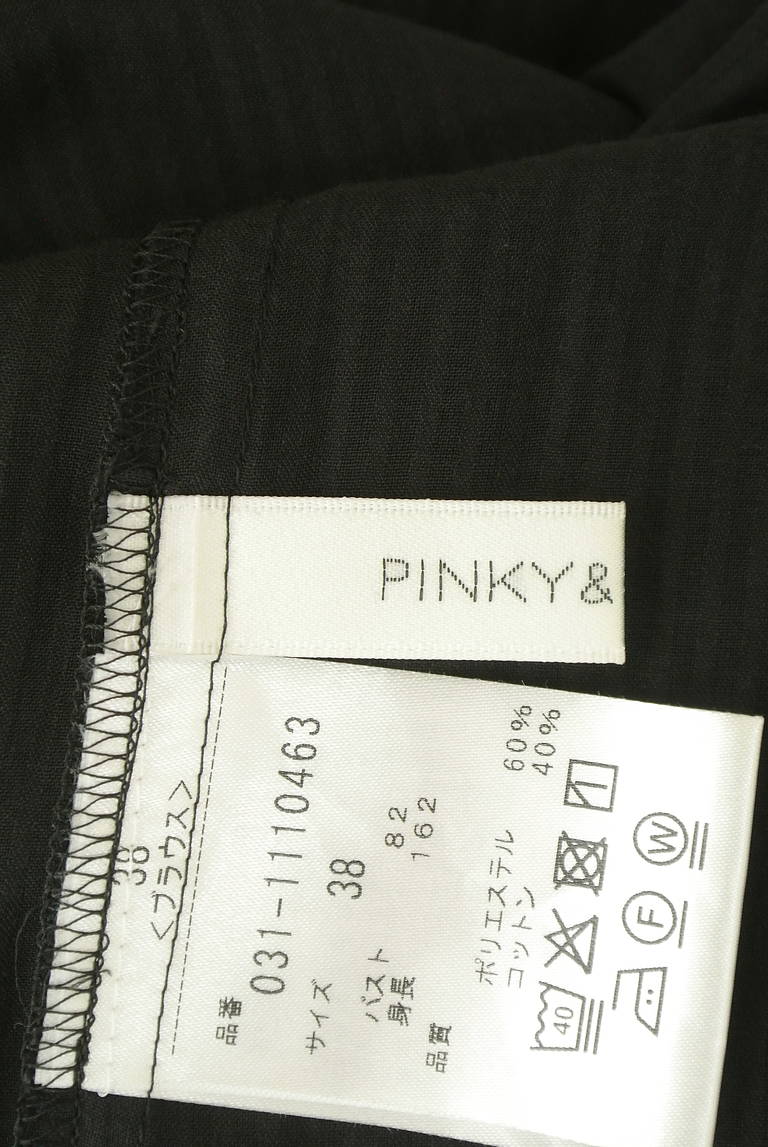 PINKY&
<ブラウス>
品番 031-1110463
サイズ 38
バスト 82
身長 162
品質
ポリエステル 60%
コットン 40%
40
F
W